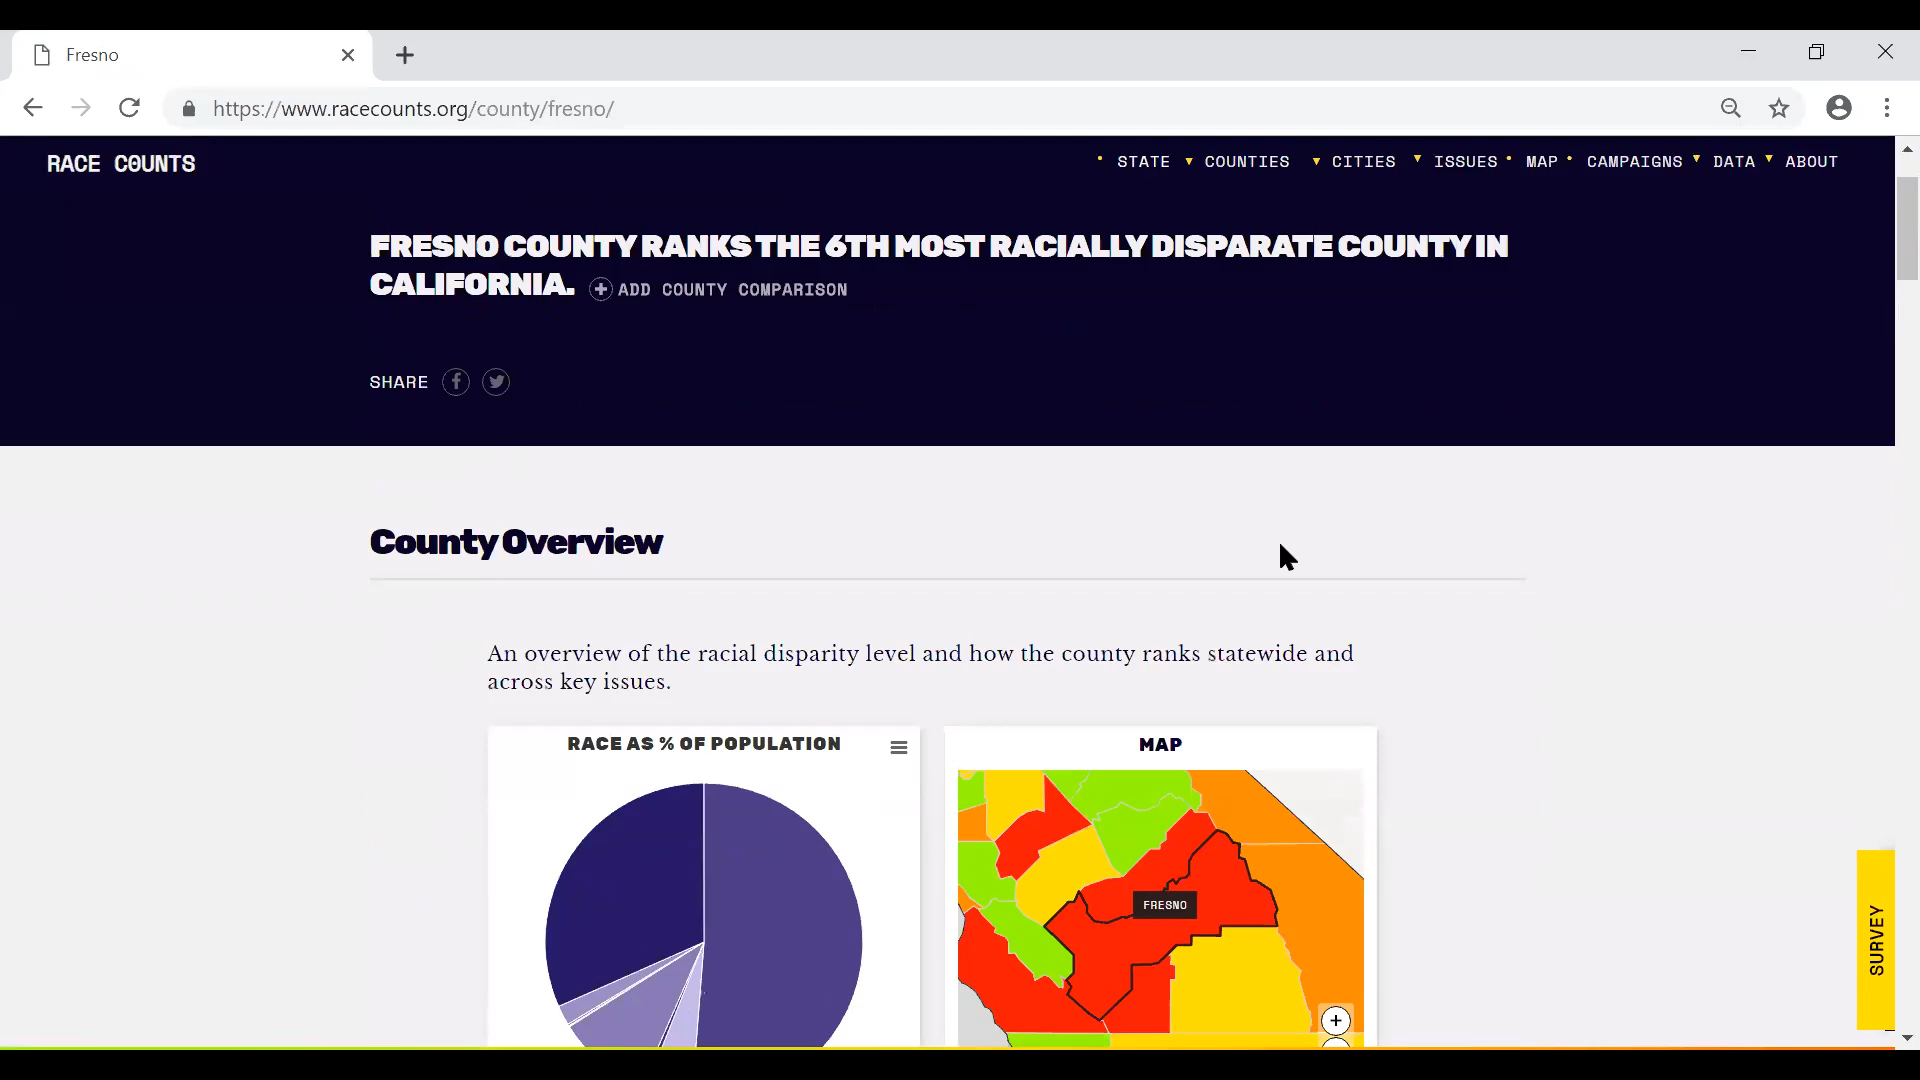 Fresno
https://www.racecounts.org/county/fresno/
RACE COUNTS
STATE COUNTIES CITIES ISSUES MAP CAMPAIGNS DATA ABOUT
FRESNO COUNTY RANKS THE 6TH MOST RACIALLY DISPARATE COUNTY IN
CALIFORNIA. ADD COUNTY COMPARISON
SHARE
County Overview
An overview of the racial disparity level and how the county ranks statewide and
across key issues.
RACE AS % OF POPULATION
MAP
FRESNO
SURVEY